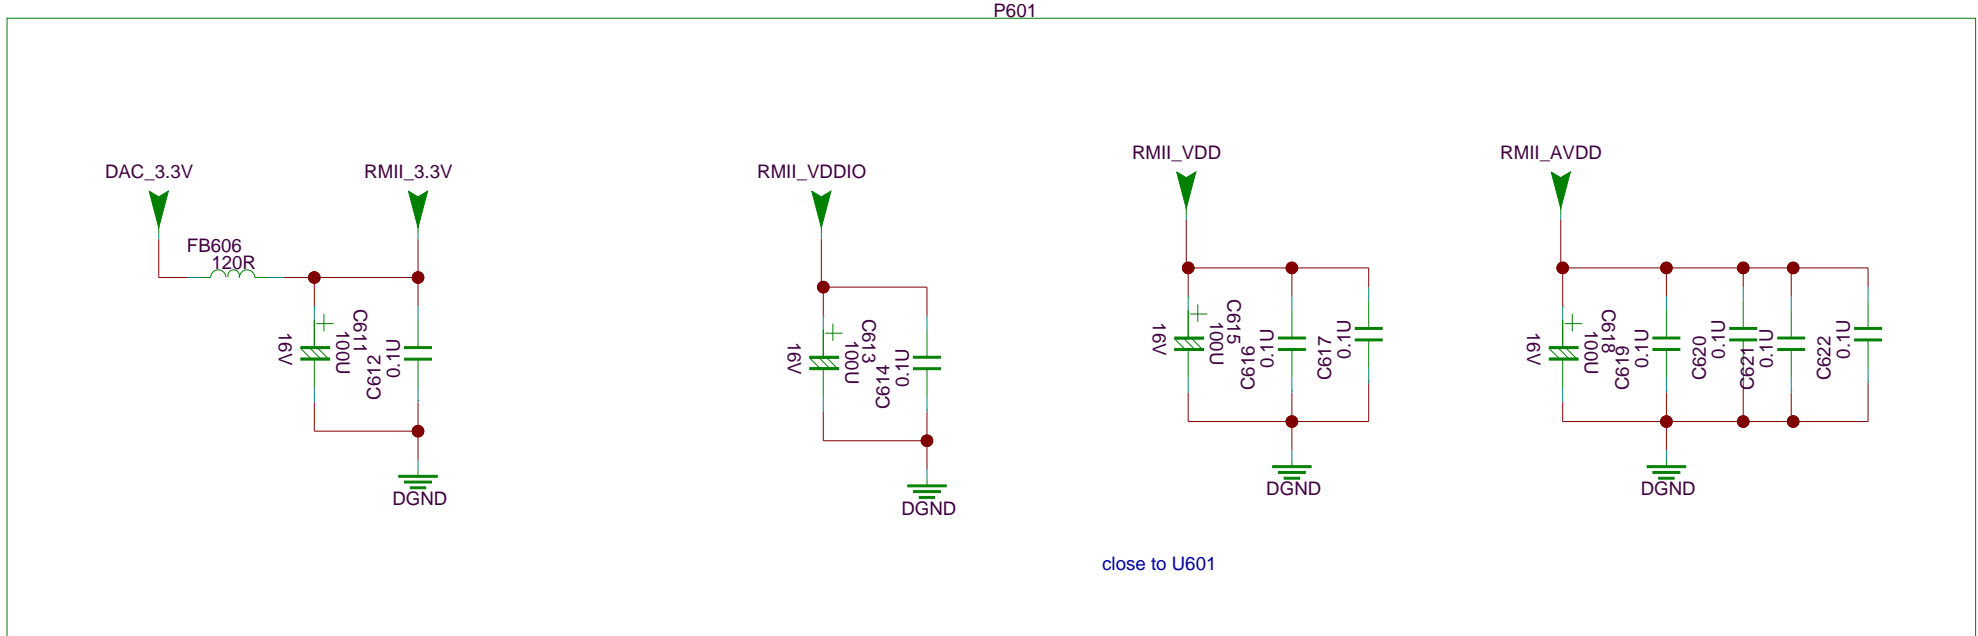 P601
DAC_3.3V
RMII_3.3V
FB606
120R
16V
100U
C611
C612
0.1U
DGND
RMII_VDDIO
16V
100U
C613
C614
0.1U
DGND
RMII_VDD
16V
100U
C615
C616
0.1U
C617
0.1U
DGND
RMII_AVDD
16V
100U
C618
C619
0.1U
C620
0.1U
C621
0.1U
C622
0.1U
DGND
close to U601